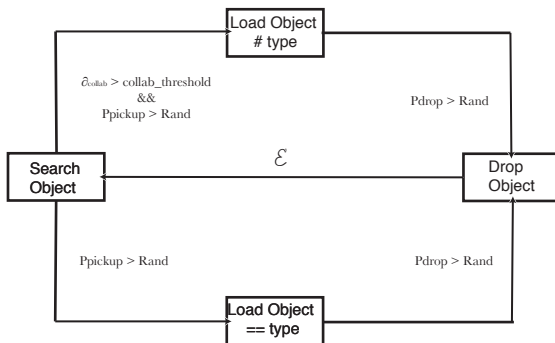 Load Object
# type
∂collab > collab_threshold
&&
Ppickup > Rand
Pdrop > Rand
Search
Object
ℰ
Drop
Object
Ppickup > Rand
Pdrop > Rand
Load Object
== type